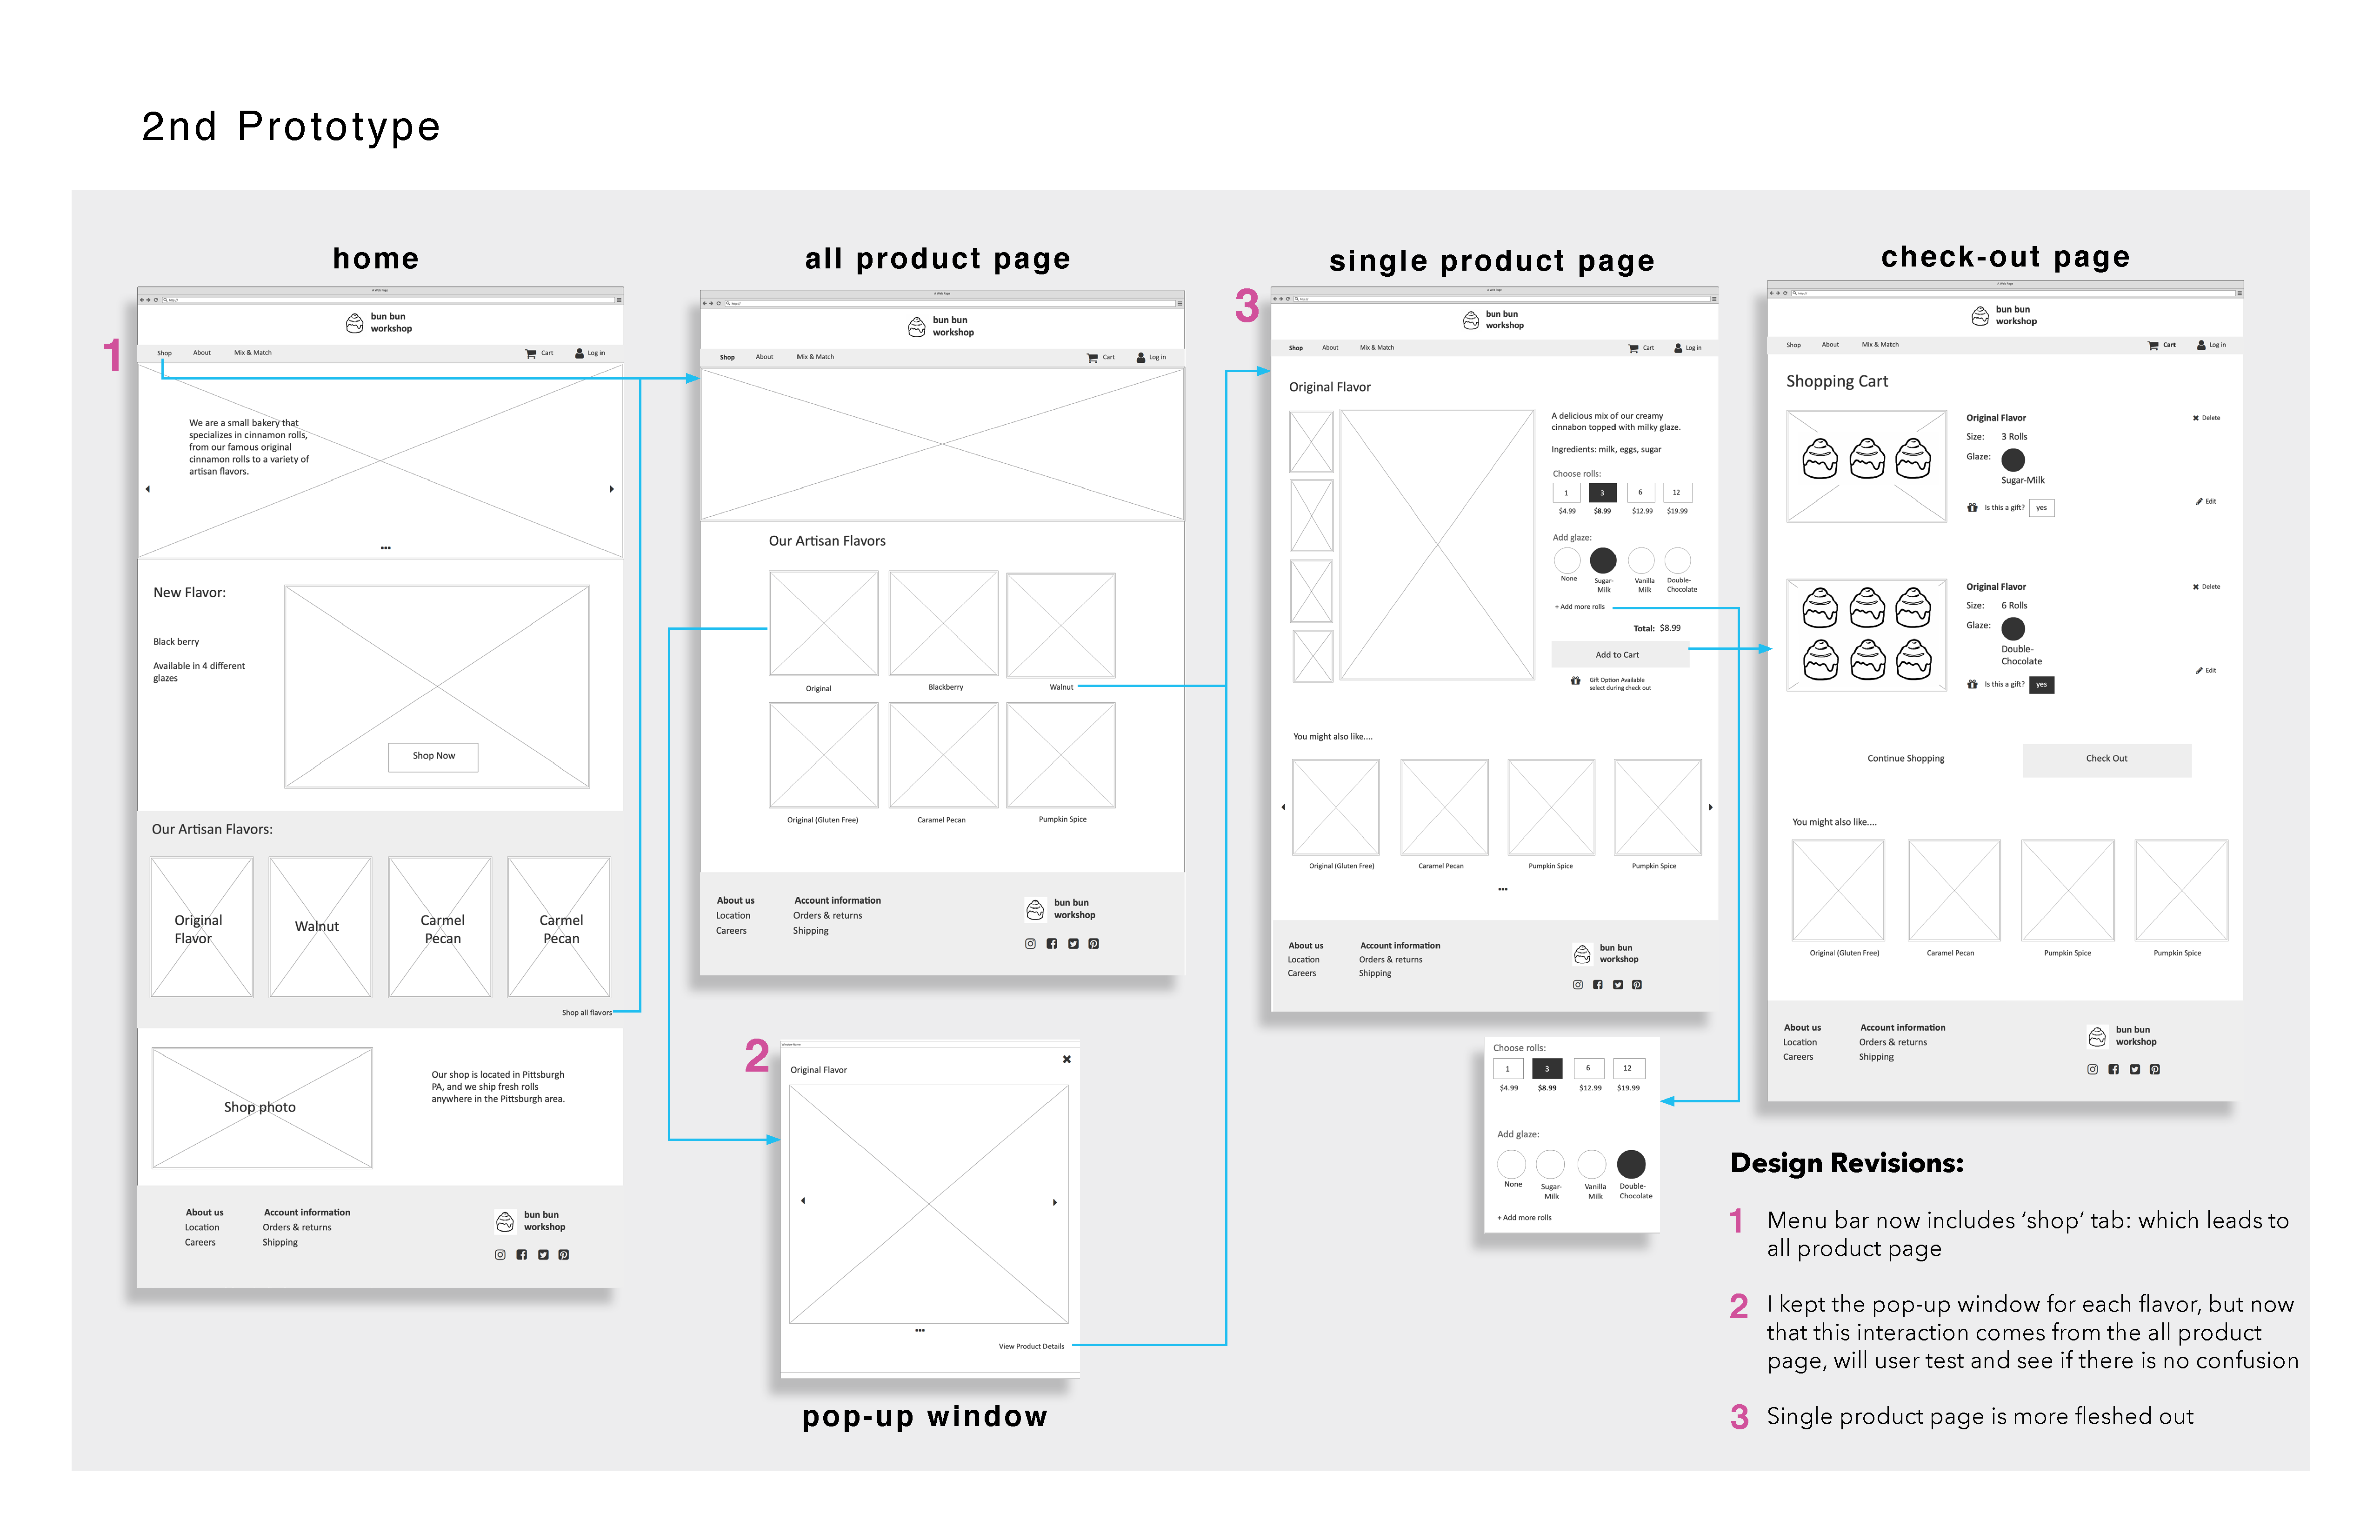 2nd Prototype
home
1
A Web Page
http://
bun bun
workshop
Shop
About
Mix & Match
Cart
Log in
We are a small bakery that
specializes in cinnamon rolls,
from our famous original
cinnamon rolls to a variety of
artisan flavors.
New Flavor:
Black berry
Available in 4 different
glazes
Shop Now
Our Artisan Flavors:
Original
Flavor
Walnut
Carmel
Pecan
Carmel
Pecan
Shop all flavors
Shop photo
Our shop is located in Pittsburgh
PA, and we ship fresh rolls
anywhere in the Pittsburgh area.
About us
Location
Careers
Account information
Orders & returns
Shipping
bun bun
workshop
all product page
A Web Page
http://
bun bun
workshop
Shop
About
Mix & Match
Cart
Log in
Our Artisan Flavors
Original
Blackberry
Walnut
Original (Gluten Free)
Caramel Pecan
Pumpkin Spice
About us
Location
Careers
Account information
Orders & returns
Shipping
bun bun
workshop
2
Window Name
Original Flavor
View Product Details
pop-up window
single product page
3
A Web Page
http://
bun bun
workshop
Shop
About
Mix & Match
Cart
Log in
Original Flavor
A delicious mix of our creamy
cinnabon topped with milky glaze.
Ingredients: milk, eggs, sugar
Choose rolls:
1
3
6
12
$4.99
$8.99
$12.99
$19.99
Add glaze:
None
Sugar-
Milk
Vanilla
Milk
Double-
Chocolate
+ Add more rolls
Total: $8.99
Add to Cart
Gift Option Available
select during check out
You might also like....
Original (Gluten Free)
Caramel Pecan
Pumpkin Spice
Pumpkin Spice
About us
Location
Careers
Account information
Orders & returns
Shipping
bun bun
workshop
Choose rolls:
1
3
6
12
$4.99
$8.99
$12.99
$19.99
Add glaze:
None
Sugar-
Milk
Vanilla
Milk
Double-
Chocolate
+ Add more rolls
check-out page
A Web Page
http://
bun bun
workshop
Shop
About
Mix & Match
Cart
Log in
Shopping Cart
Original Flavor
Delete
Size: 3 Rolls
Glaze:
Sugar-Milk
Edit
Is this a gift? yes
Original Flavor
Delete
Size: 6 Rolls
Glaze:
Double-
Chocolate
Edit
Is this a gift? yes
Continue Shopping
Check Out
You might also like....
Original (Gluten Free)
Caramel Pecan
Pumpkin Spice
Pumpkin Spice
About us
Location
Careers
Account information
Orders & returns
Shipping
bun bun
workshop
Design Revisions:
1 Menu bar now includes ‘shop’ tab: which leads to
all product page
2 I kept the pop-up window for each flavor, but now
that this interaction comes from the all product
page, will user test and see if there is no confusion
3 Single product page is more fleshed out